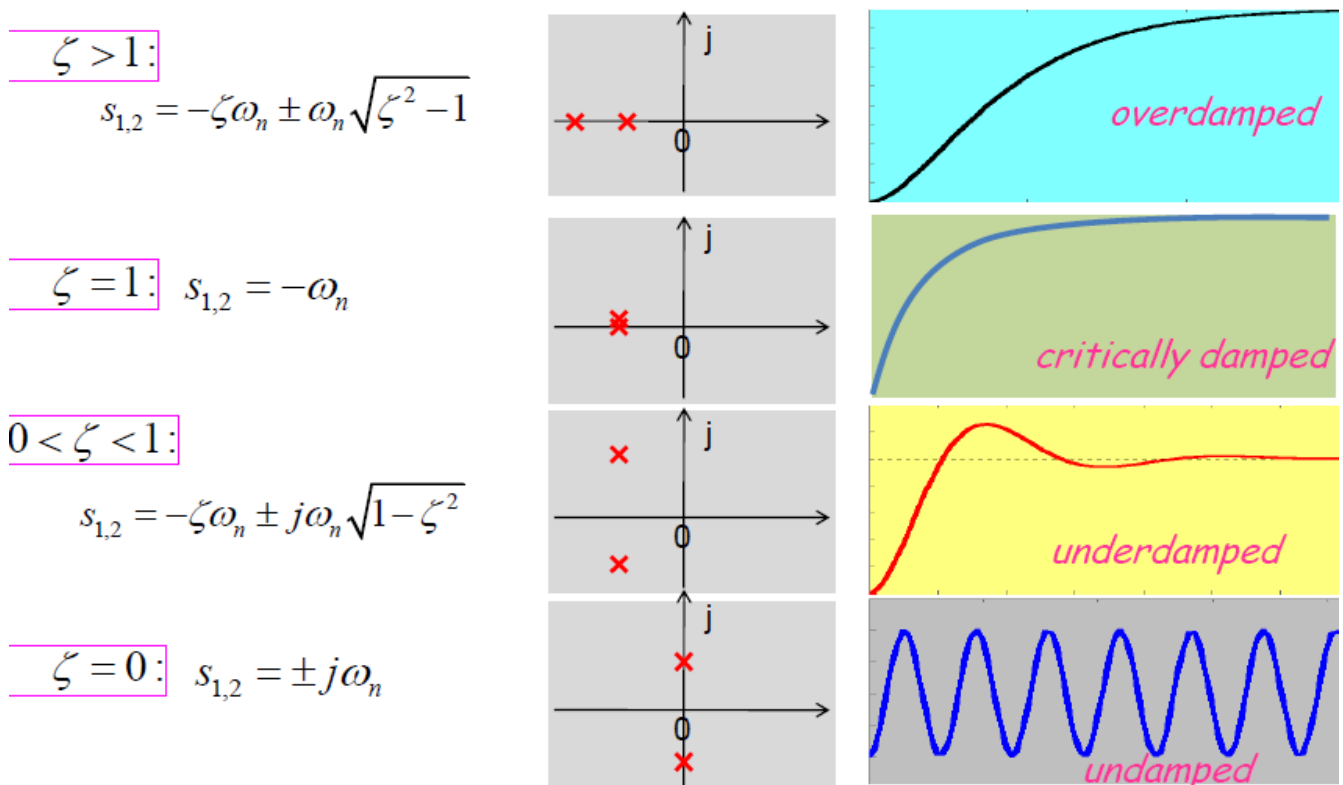 ζ > 1:
s₁,₂ = −ζωₙ ± ωₙ√(ζ² − 1)
j
0
overdamped
ζ = 1: s₁,₂ = −ωₙ
j
0
critically damped
0 < ζ < 1:
s₁,₂ = −ζωₙ ± jωₙ√(1 − ζ²)
j
0
underdamped
ζ = 0: s₁,₂ = ± jωₙ
j
0
undamped